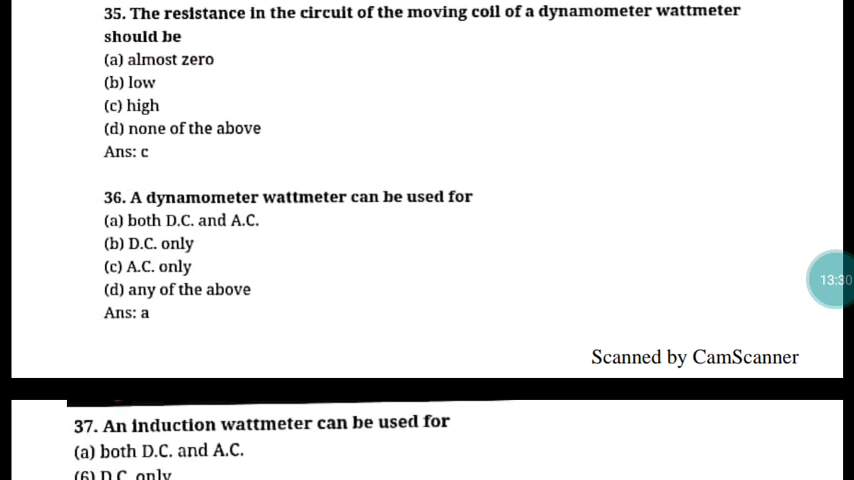 35. The resistance in the circuit of the moving coil of a dynamometer wattmeter
should be
(a) almost zero
(b) low
(c) high
(d) none of the above
Ans: c
36. A dynamometer wattmeter can be used for
(a) both D.C. and A.C.
(b) D.C. only
(c) A.C. only
(d) any of the above
Ans: a
13:30
Scanned by CamScanner
37. An induction wattmeter can be used for
(a) both D.C. and A.C.
(6) D.C. only